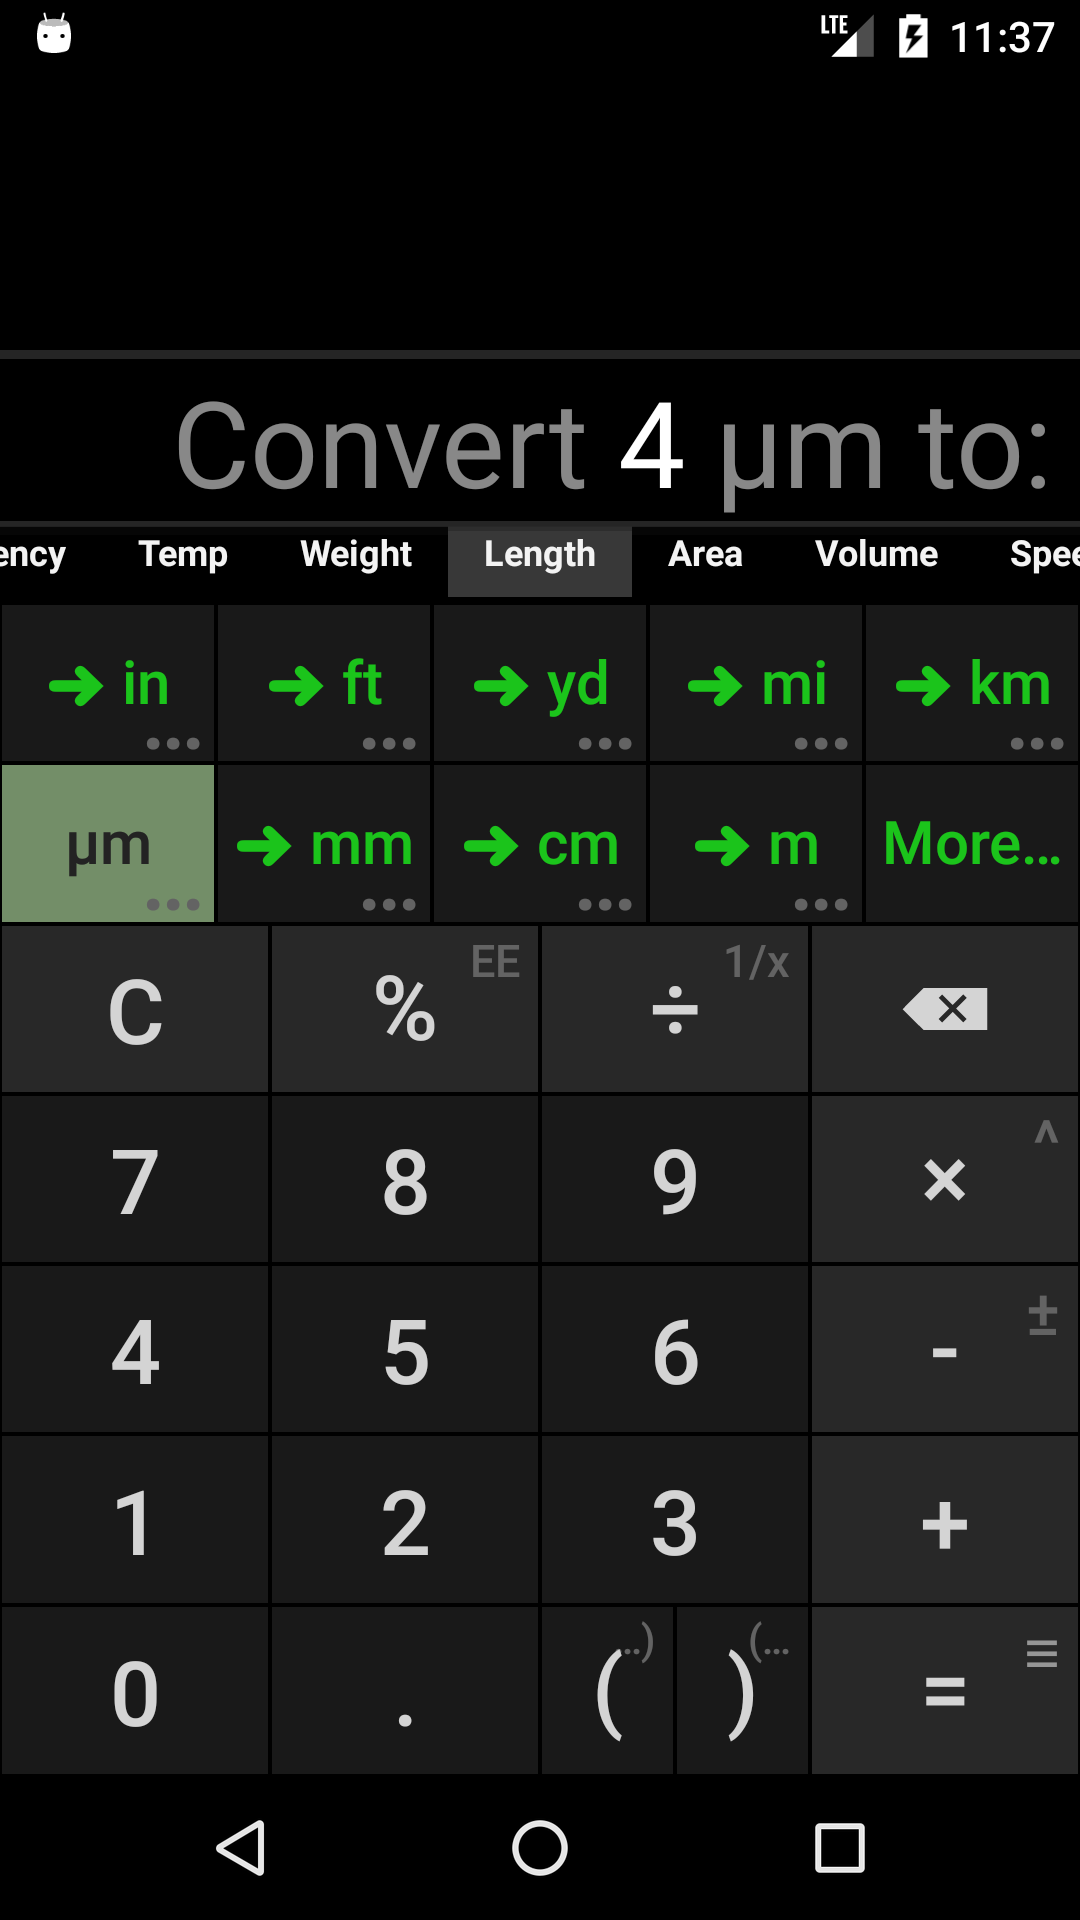 LTE 11:37
Convert 4 µm to:
ency Temp Weight Length Area Volume Spee
→ in → ft → yd → mi → km
µm → mm → cm → m More...
C % EE ÷ 1/x
7 8 9 × ^
4 5 6 - ±
1 2 3 +
0 . ( ..) ) (... = ≡